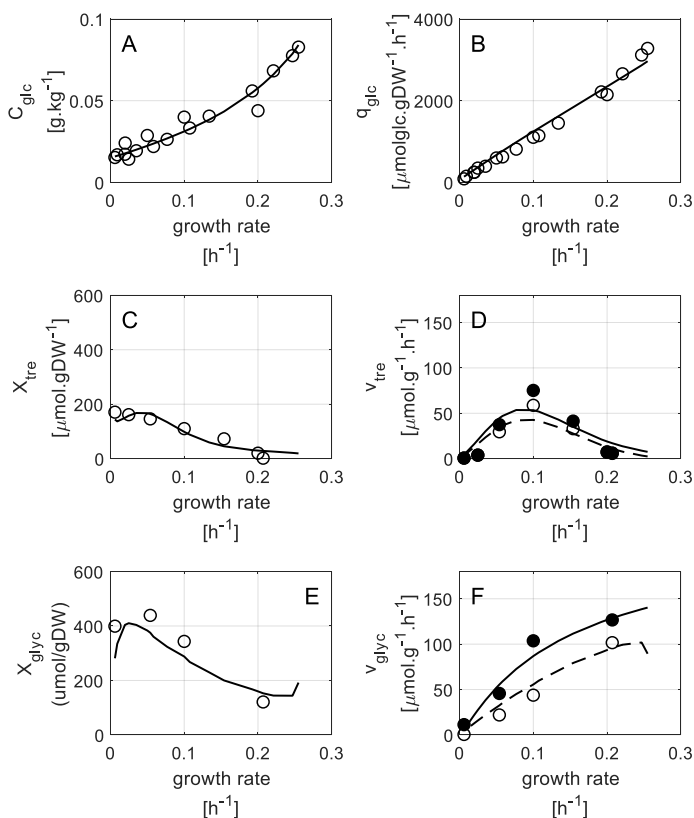 0.1
A
C_glc
[g.kg^-1]
0.05
0
0 0.1 0.2 0.3
growth rate
[h^-1]
4000
B
q_glc
[μmolglc.gDW^-1.h^-1]
2000
0
0 0.1 0.2 0.3
growth rate
[h^-1]
600
C
X_tre
[μmol.gDW^-1]
400
200
0
0 0.1 0.2 0.3
growth rate
[h^-1]
150
D
v_tre
[μmol.g^-1.h^-1]
100
50
0
0 0.1 0.2 0.3
growth rate
[h^-1]
600
E
X_glyc
(umol/gDW)
400
200
0
0 0.1 0.2 0.3
growth rate
[h^-1]
150
F
v_glyc
[μmol.g^-1.h^-1]
100
50
0
0 0.1 0.2 0.3
growth rate
[h^-1]